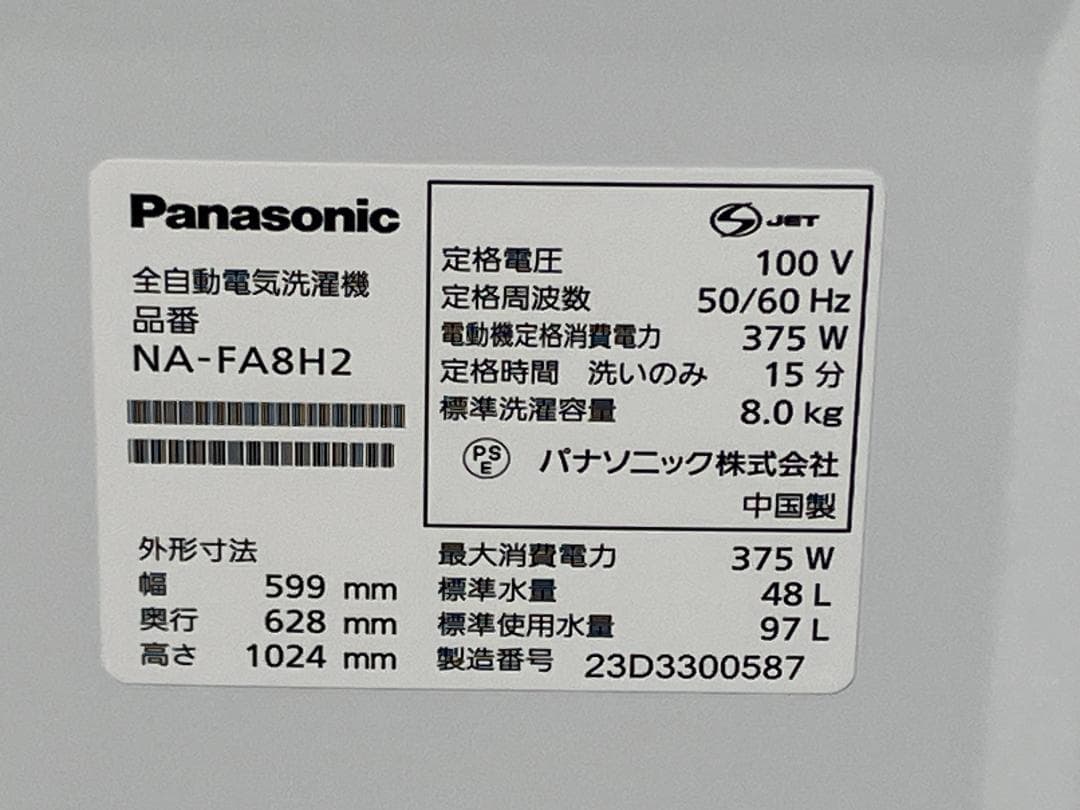 Panasonic
全自動電気洗濯機
品番
NA-FA8H2
外形寸法
幅 599 mm
奥行 628 mm
高さ 1024 mm
S JET
定格電圧 100 V
定格周波数 50/60 Hz
電動機定格消費電力 375 W
定格時間 洗いのみ 15 分
標準洗濯容量 8.0 kg
PSE パナソニック株式会社
中国製
最大消費電力 375 W
標準水量 48 L
標準使用水量 97 L
製造番号 23D3300587